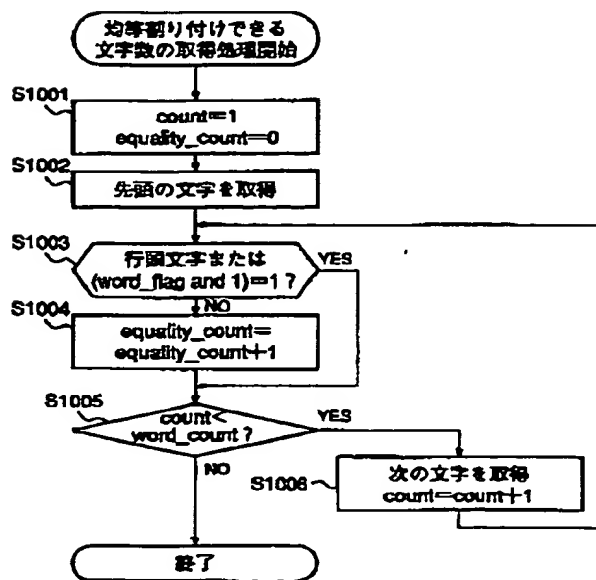 均等割り付けできる
文字数の取得処理開始
S1001
count=1
equality_count=0
S1002
先頭の文字を取得
S1003
行頭文字または
(word_flag and 1)=1？
YES
NO
S1004
equality_count=
equality_count+1
S1005
count<
word_count？
YES
NO
S1006
次の文字を取得
count=count+1
終了